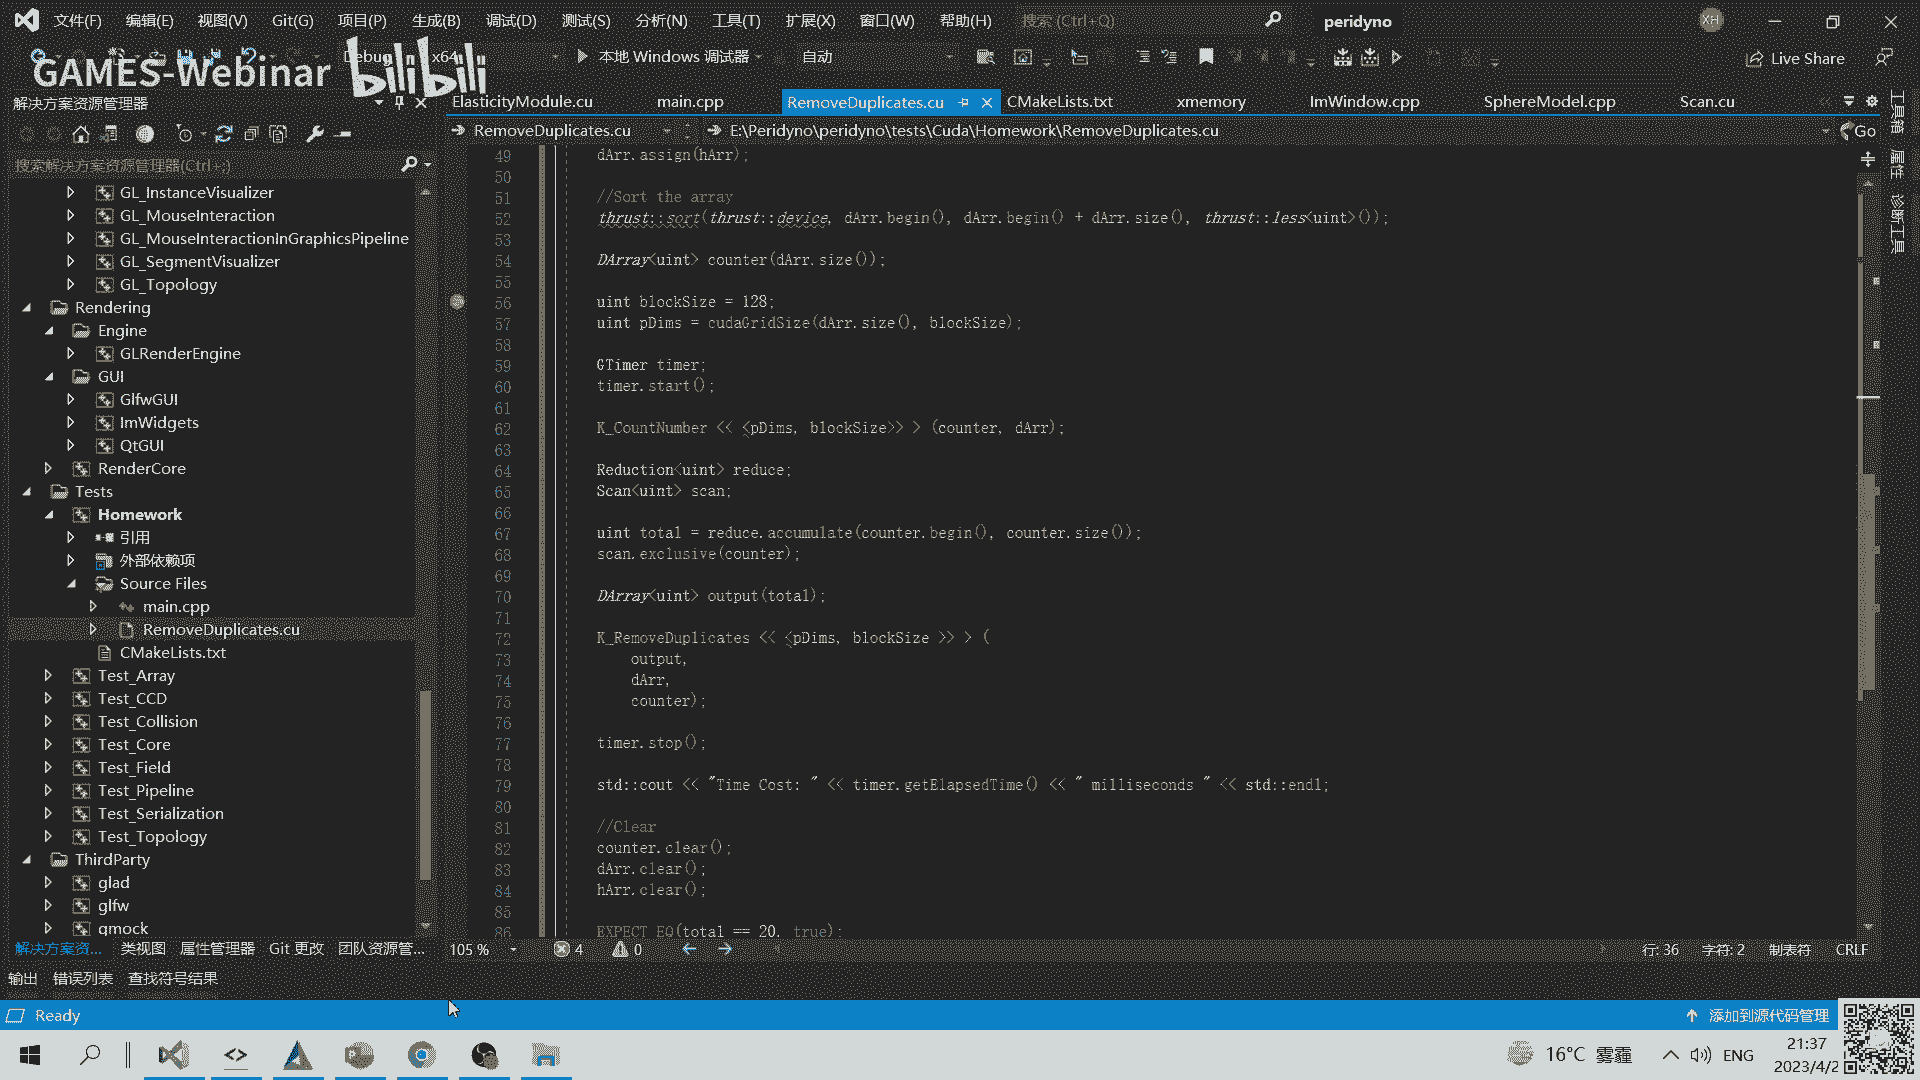 文件(F) 编辑(E) 视图(V) Git(G) 项目(P) 生成(B) 调试(D) 测试(S) 分析(N) 工具(T) 扩展(X) 窗口(W) 帮助(H) 搜索 (Ctrl+Q) peridyno XH
Debug x64 本地 Windows 调试器 自动 Live Share
GAMES-Webinar bilibili
解决方案资源管理器
ElasticityModule.cu main.cpp RemoveDuplicates.cu CMakeLists.txt xmemory ImWindow.cpp SphereModel.cpp Scan.cu
RemoveDuplicates.cu E:\Peridyno\peridyno\tests\Cuda\Homework\RemoveDuplicates.cu Go
搜索解决方案资源管理器(Ctrl+;)
GL_InstanceVisualizer
GL_MouseInteraction
GL_MouseInteractionInGraphicsPipeline
GL_SegmentVisualizer
GL_Topology
Rendering
Engine
GLRenderEngine
GUI
GlfwGUI
ImWidgets
QtGUI
RenderCore
Tests
Homework
引用
外部依赖项
Source Files
main.cpp
RemoveDuplicates.cu
CMakeLists.txt
Test_Array
Test_CCD
Test_Collision
Test_Core
Test_Field
Test_Pipeline
Test_Serialization
Test_Topology
ThirdParty
glad
glfw
gmock
解决方案资... 类视图 属性管理器 Git 更改 团队资源管...
49 dArr.assign(hArr);
50
51 //Sort the array
52 thrust::sort(thrust::device, dArr.begin(), dArr.begin() + dArr.size(), thrust::less<uint>());
53
54 DArray<uint> counter(dArr.size());
55
56 uint blockSize = 128;
57 uint pDims = cudaGridSize(dArr.size(), blockSize);
58
59 GTimer timer;
60 timer.start();
61
62 K_CountNumber << <pDims, blockSize>> > (counter, dArr);
63
64 Reduction<uint> reduce;
65 Scan<uint> scan;
66
67 uint total = reduce.accumulate(counter.begin(), counter.size());
68 scan.exclusive(counter);
69
70 DArray<uint> output(total);
71
72 K_RemoveDuplicates << <pDims, blockSize >> > (
73 output,
74 dArr,
75 counter);
76
77 timer.stop();
78
79 std::cout << "Time Cost: " << timer.getElapsedTime() << " milliseconds " << std::endl;
80
81 //Clear
82 counter.clear();
83 dArr.clear();
84 hArr.clear();
85
86 EXPECT_EQ(total == 20, true);
105 % 4 0 行: 36 字符: 2 制表符 CRLF
工具箱
属性
诊断工具
输出 错误列表 查找符号结果
Ready 添加到源代码管理
16°C 雾霾 ENG 21:37
2023/4/2